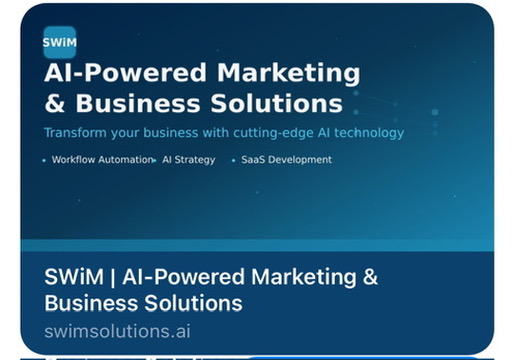 SWiM
AI-Powered Marketing
& Business Solutions
Transform your business with cutting-edge AI technology
• Workflow Automation • AI Strategy • SaaS Development
SWiM | AI-Powered Marketing &
Business Solutions
swimsolutions.ai